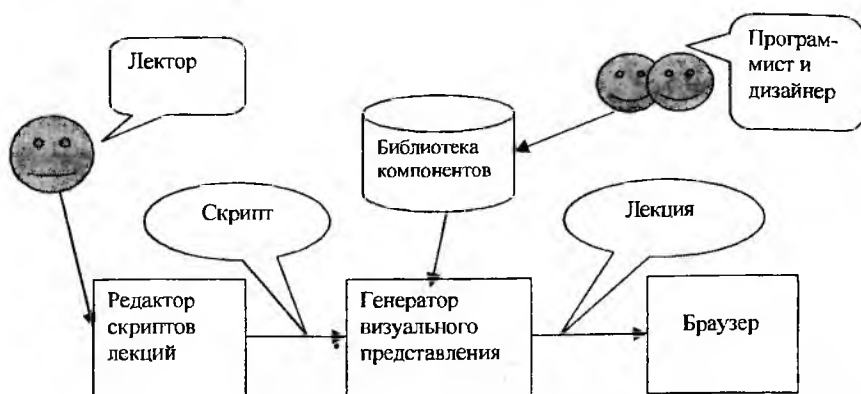 Лектор
Програм-
мист и
дизайнер
Библиотека
компонентов
Скрипт
Лекция
Редактор
скриптов
лекций
Генератор
визуального
представления
Браузер